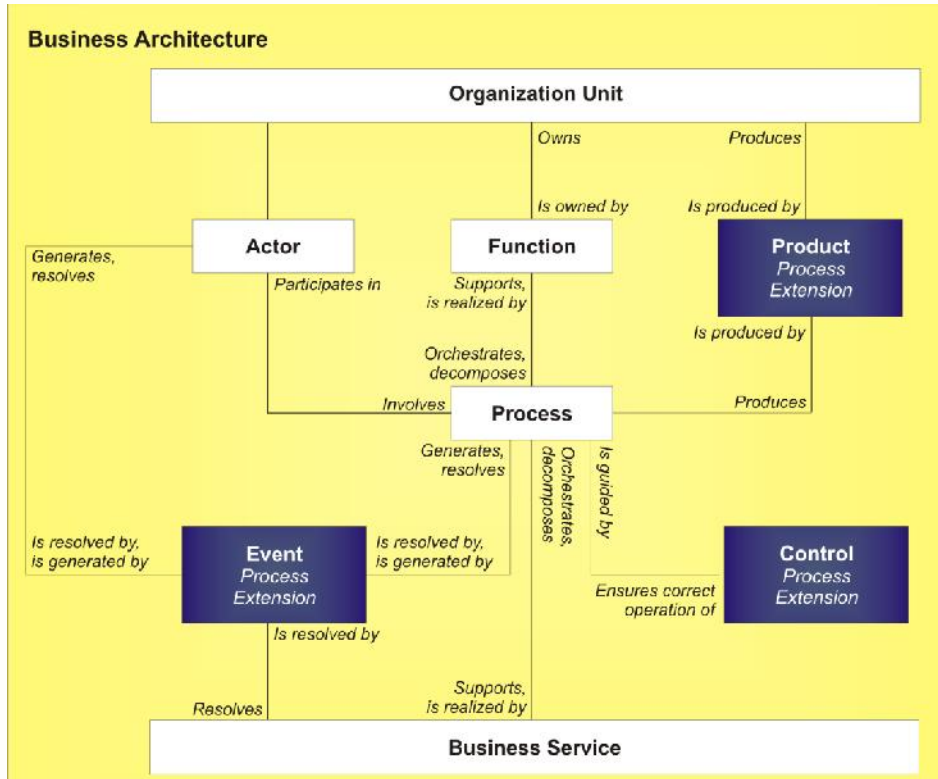 Business Architecture
Organization Unit
Owns
Produces
Is owned by
Is produced by
Actor
Function
Product
Process
Extension
Generates,
resolves
Participates in
Supports,
is realized by
Is produced by
Orchestrates,
decomposes
Involves
Process
Produces
Generates,
resolves
Orchestrates,
decomposes
Is guided by
Is resolved by,
is generated by
Event
Process
Extension
Is resolved by,
is generated by
Ensures correct
operation of
Control
Process
Extension
Is resolved by
Resolves
Supports,
is realized by
Business Service